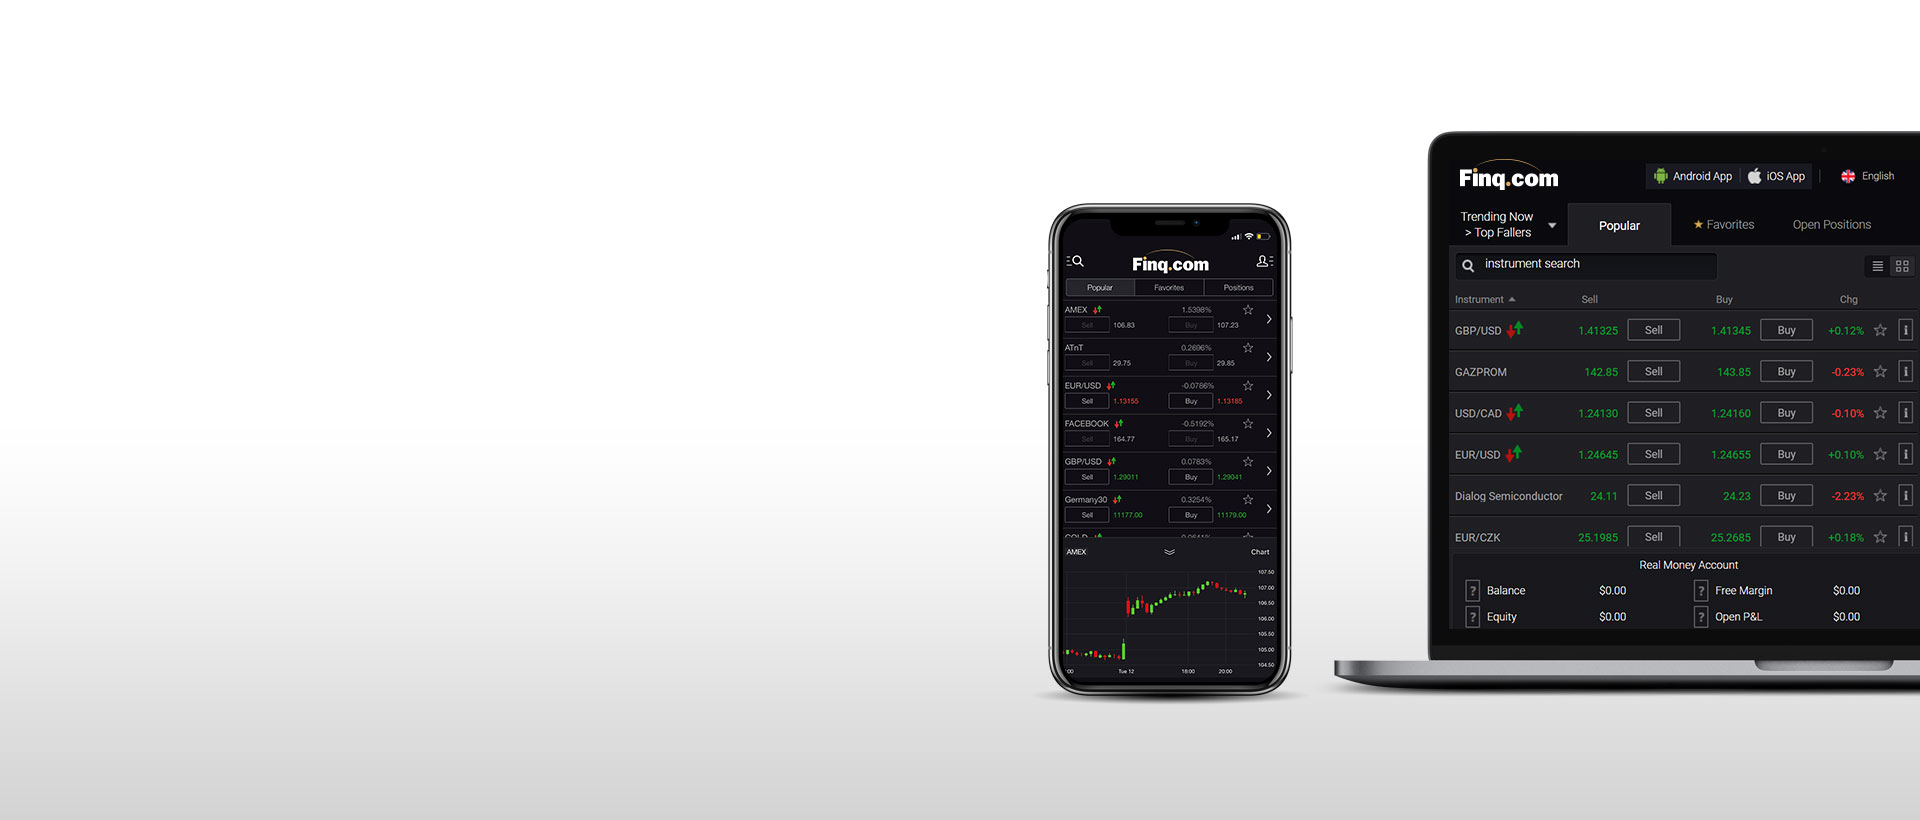 Finq.com
Popular Favorites Positions
AMEX 1.5398%
Sell 106.83 Buy 107.23
ATnT 0.2696%
Sell 29.75 Buy 29.85
EUR/USD -0.0786%
Sell 1.13155 Buy 1.13185
FACEBOOK -0.5192%
Sell 164.77 Buy 165.17
GBP/USD 0.0783%
Sell 1.29011 Buy 1.29041
Germany30 0.3254%
Sell 11177.00 Buy 11179.00
AMEX Chart
107.50
107.00
106.50
106.00
105.50
105.00
104.50
:00 Tue 12 18:00 20:00
Finq.com Android App iOS App English
Trending Now
> Top Fallers
Popular Favorites Open Positions
instrument search
Instrument Sell Buy Chg
GBP/USD 1.41325 Sell 1.41345 Buy +0.12%
GAZPROM 142.85 Sell 143.85 Buy -0.23%
USD/CAD 1.24130 Sell 1.24160 Buy -0.10%
EUR/USD 1.24645 Sell 1.24655 Buy +0.10%
Dialog Semiconductor 24.11 Sell 24.23 Buy -2.23%
EUR/CZK 25.1985 Sell 25.2685 Buy +0.18%
Real Money Account
? Balance $0.00 ? Free Margin $0.00
? Equity $0.00 ? Open P&L $0.00